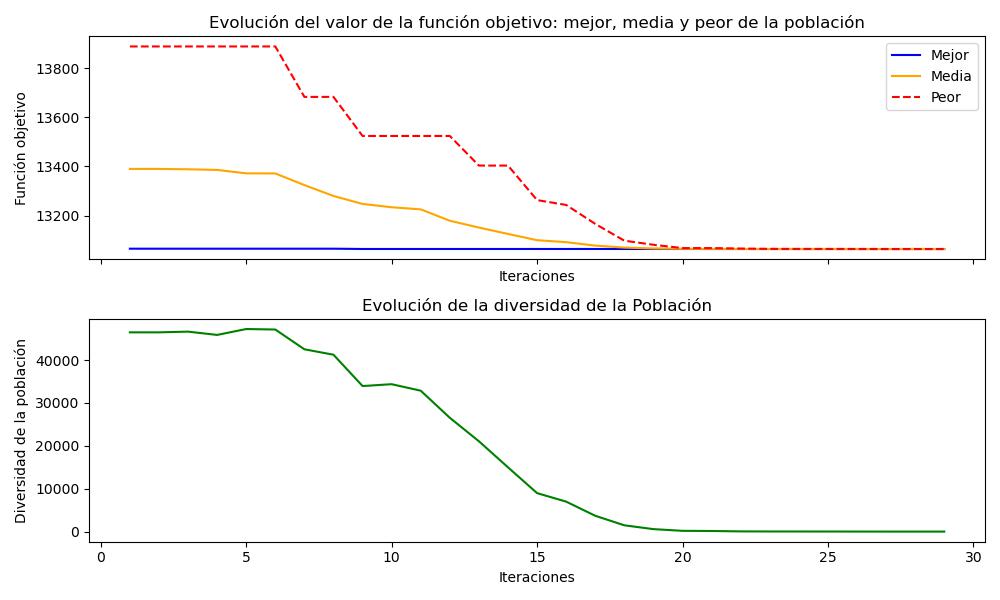 Evolución del valor de la función objetivo: mejor, media y peor de la población
Mejor
Media
Peor
13800
13600
13400
13200
Función objetivo
Iteraciones
Evolución de la diversidad de la Población
40000
30000
20000
10000
0
Diversidad de la población
0 5 10 15 20 25 30
Iteraciones